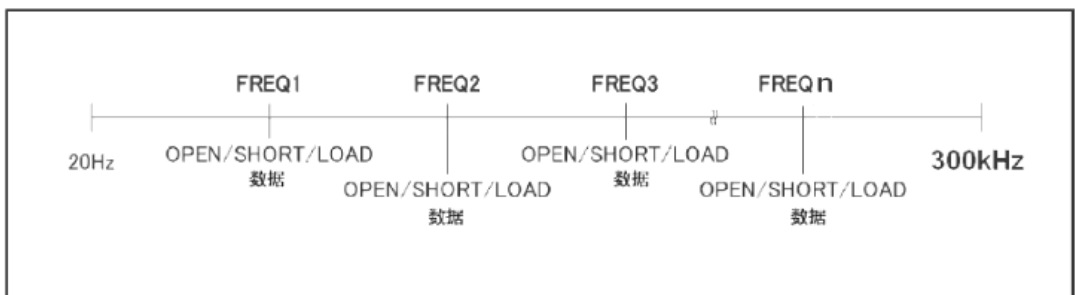 FREQ1 FREQ2 FREQ3 FREQn
20Hz OPEN/SHORT/LOAD OPEN/SHORT/LOAD 300kHz
数据 数据
OPEN/SHORT/LOAD OPEN/SHORT/LOAD
数据 数据